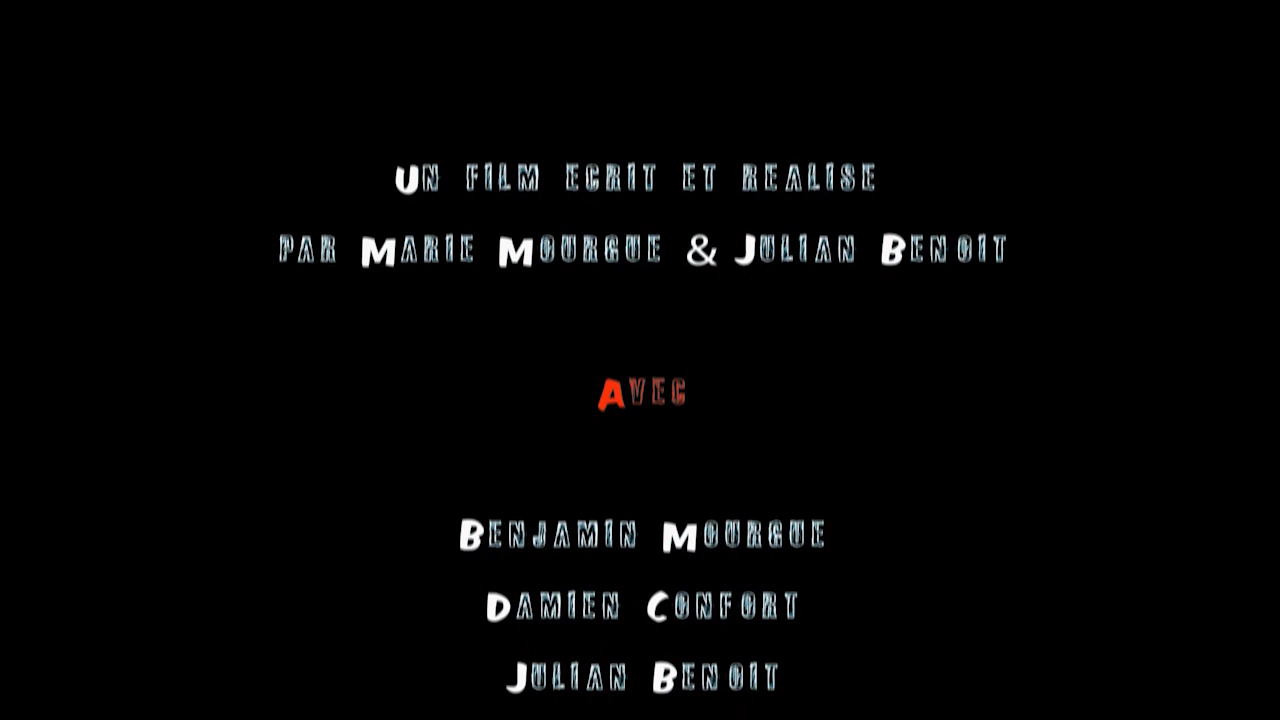 Un film ecrit et realise
par Marie Mourgue & Julian Benoit
Avec
Benjamin Mourgue
Damien Confort
Julian Benoit